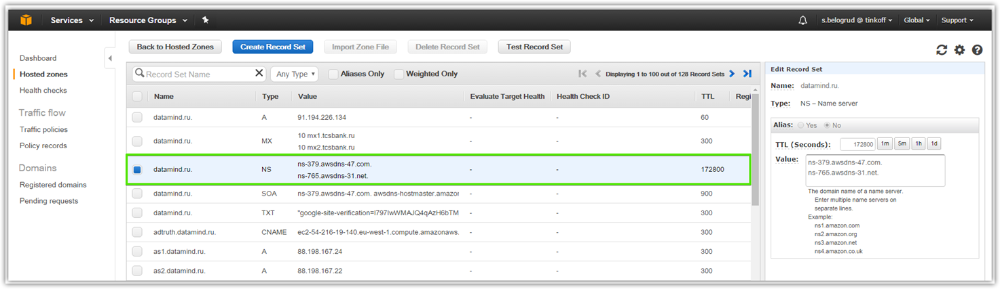 Services Resource Groups s.belogrud @ tinkoff Global Support
Back to Hosted Zones Create Record Set Import Zone File Delete Record Set Test Record Set
Dashboard
Hosted zones
Health checks
Traffic flow
Traffic policies
Policy records
Domains
Registered domains
Pending requests
Record Set Name Any Type Aliases Only Weighted Only Displaying 1 to 100 out of 128 Record Sets
Name Type Value Evaluate Target Health Health Check ID TTL Regi
datamind.ru. A 91.194.226.134 - - 60
datamind.ru. MX 10 mx1.tcsbank.ru - - 300
10 mx2.tcsbank.ru
datamind.ru. NS ns-379.awsdns-47.com. - - 172800
ns-765.awsdns-31.net.
datamind.ru. SOA ns-379.awsdns-47.com. awsdns-hostmaster.amazon - - 900
datamind.ru. TXT "google-site-verification=I797IwWMAJQ4qAzH6bTM - - 300
adtruth.datamind.ru. CNAME ec2-54-216-19-140.eu-west-1.compute.amazonaws. - - 300
as1.datamind.ru. A 88.198.167.24 - - 300
as2.datamind.ru. A 88.198.167.22 - - 300
Edit Record Set
Name: datamind.ru.
Type: NS – Name server
Alias: Yes No
TTL (Seconds): 172800 1m 5m 1h 1d
Value: ns-379.awsdns-47.com.
ns-765.awsdns-31.net.
The domain name of a name server.
Enter multiple name servers on
separate lines.
Example:
ns1.amazon.com
ns2.amazon.org
ns3.amazon.net
ns4.amazon.co.uk